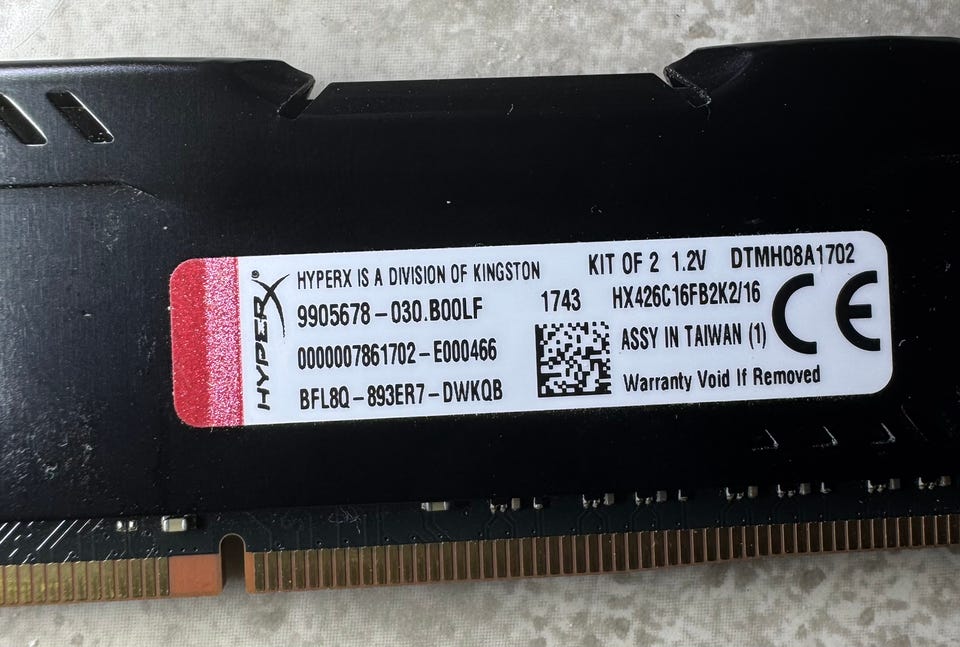 HYPERX
HYPERX IS A DIVISION OF KINGSTON
KIT OF 2 1.2V DTMH08A1702
9905678-030.B00LF
1743 HX426C16FB2K2/16
0000007861702-E000466
ASSY IN TAIWAN (1)
BFL8Q-893ER7-DWKQB
Warranty Void If Removed
CE